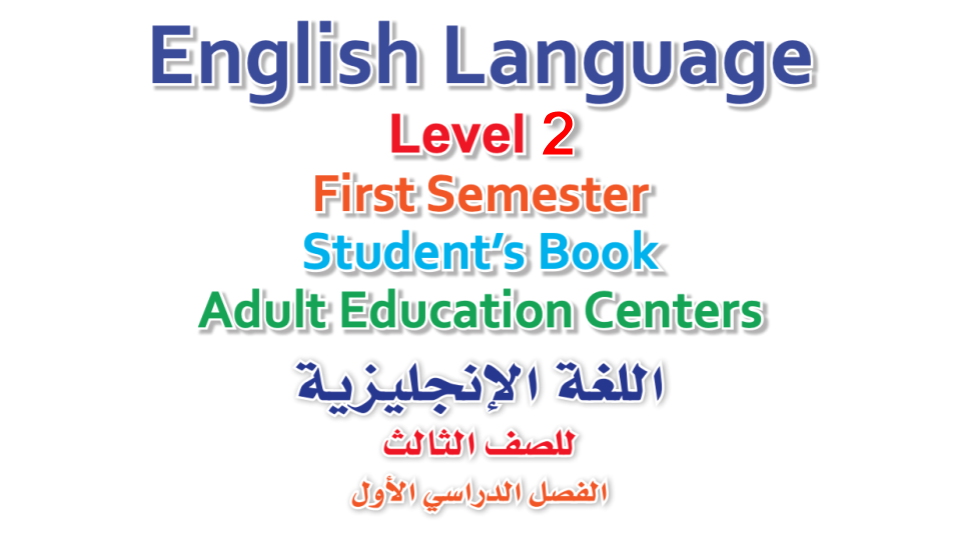 English Language
Level 2
First Semester
Student’s Book
Adult Education Centers
اللغة الإنجليزية
للصف الثالث
الفصل الدراسي الأول